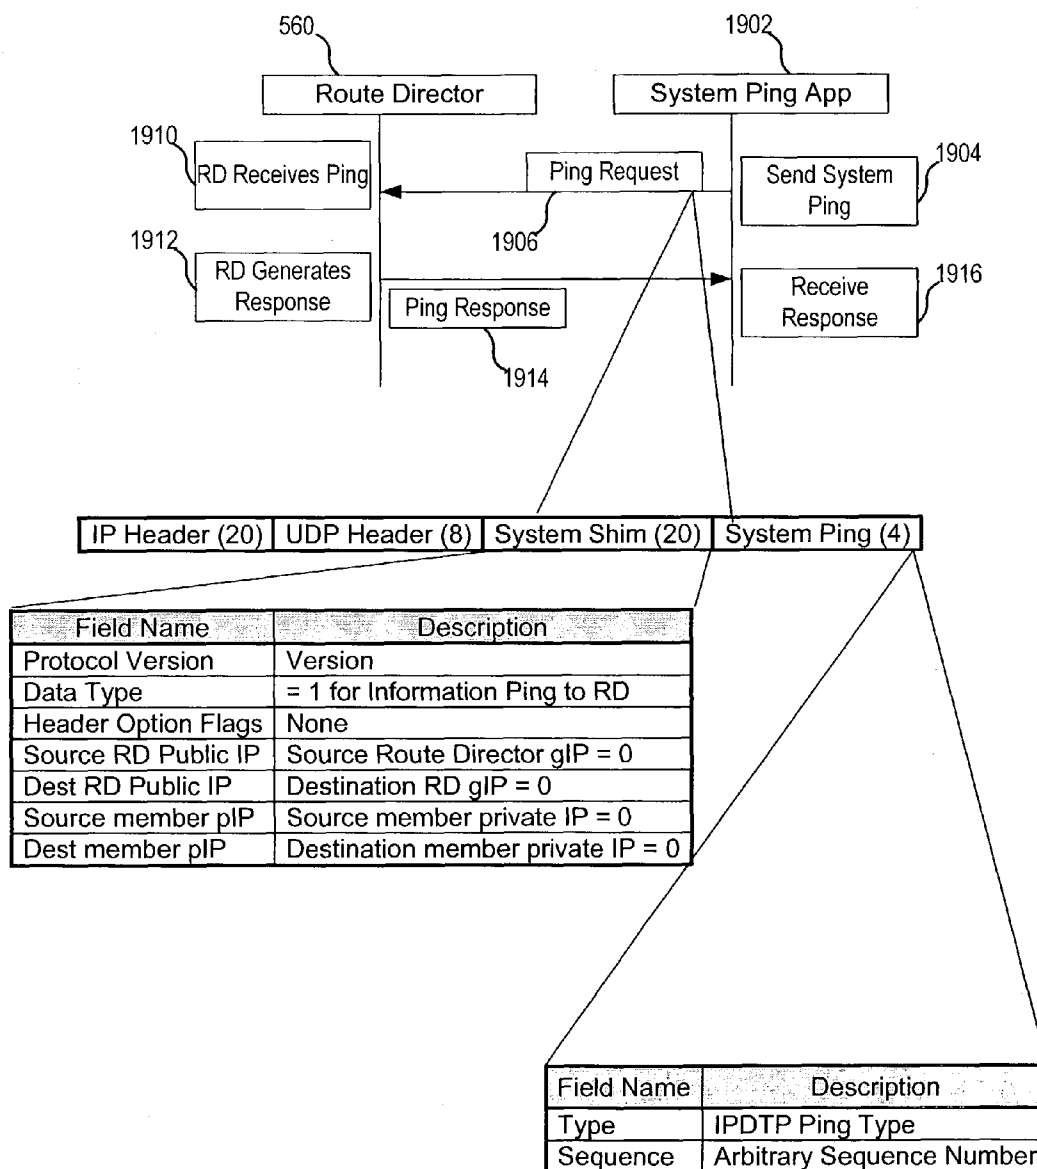 560
1902
Route Director
System Ping App
1910
RD Receives Ping
Ping Request
1904
Send System
Ping
1906
1912
RD Generates
Response
Ping Response
1914
Receive
Response
1916
IP Header (20) UDP Header (8) System Shim (20) System Ping (4)
Field Name Description
Protocol Version Version
Data Type = 1 for Information Ping to RD
Header Option Flags None
Source RD Public IP Source Route Director gIP = 0
Dest RD Public IP Destination RD gIP = 0
Source member pIP Source member private IP = 0
Dest member pIP Destination member private IP = 0
Field Name Description
Type IPDTP Ping Type
Sequence Arbitrary Sequence Number